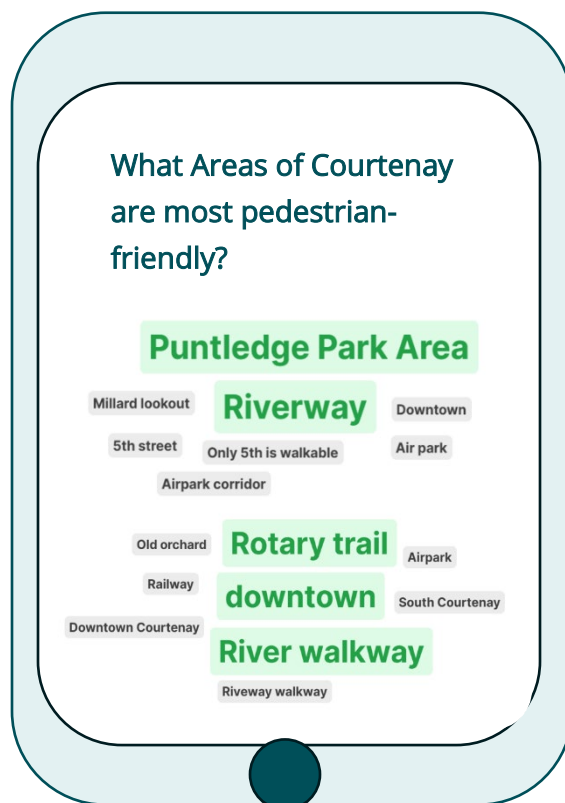 What Areas of Courtenay
are most pedestrian-
friendly?
Puntledge Park Area
Millard lookout
Riverway
Downtown
5th street
Only 5th is walkable
Air park
Airpark corridor
Old orchard
Rotary trail
Airpark
Railway
downtown
South Courtenay
Downtown Courtenay
River walkway
Riveway walkway